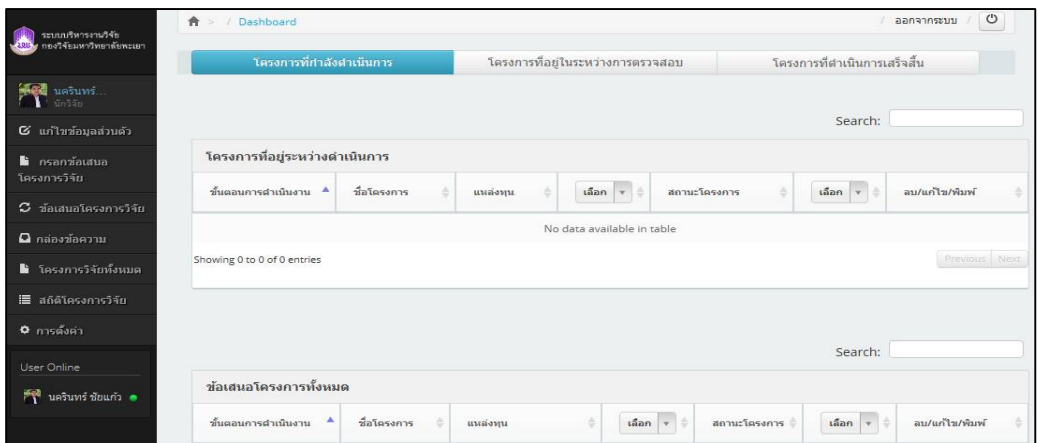 ระบบบริหารงานวิจัย
กองวิจัยมหาวิทยาลัยพะเยา
> / Dashboard
/ ออกจากระบบ /
โครงการที่กำลังดำเนินการ
โครงการที่อยู่ในระหว่างการตรวจสอบ
โครงการที่ดำเนินการเสร็จสิ้น
นครินทร์...
นักวิจัย
แก้ไขข้อมูลส่วนตัว
กรอกข้อเสนอ
โครงการวิจัย
ข้อเสนอโครงการวิจัย
กล่องข้อความ
โครงการวิจัยทั้งหมด
สถิติโครงการวิจัย
การตั้งค่า
User Online
นครินทร์ ชัยแก้ว
Search:
โครงการที่อยู่ระหว่างดำเนินการ
ขั้นตอนการดำเนินงาน ชื่อโครงการ แหล่งทุน เลือก สถานะโครงการ เลือก ลบ/แก้ไข/พิมพ์
No data available in table
Showing 0 to 0 of 0 entries
Previous Next
Search:
ข้อเสนอโครงการทั้งหมด
ขั้นตอนการดำเนินงาน ชื่อโครงการ แหล่งทุน เลือก สถานะโครงการ เลือก ลบ/แก้ไข/พิมพ์